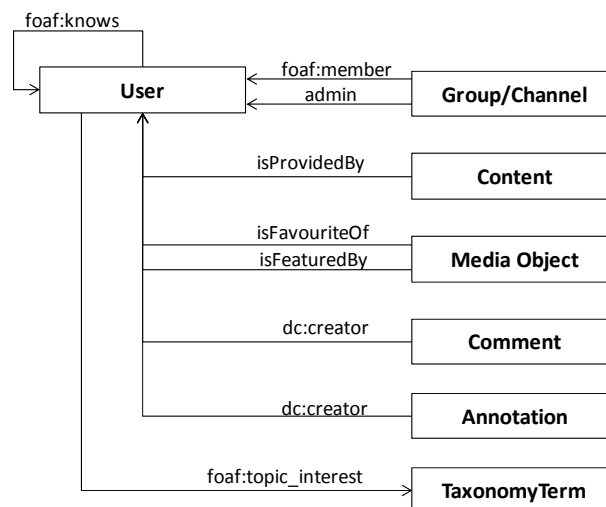 foaf:knows
User
foaf:member
admin
Group/Channel
isProvidedBy
Content
isFavouriteOf
isFeaturedBy
Media Object
dc:creator
Comment
dc:creator
Annotation
foaf:topic_interest
TaxonomyTerm